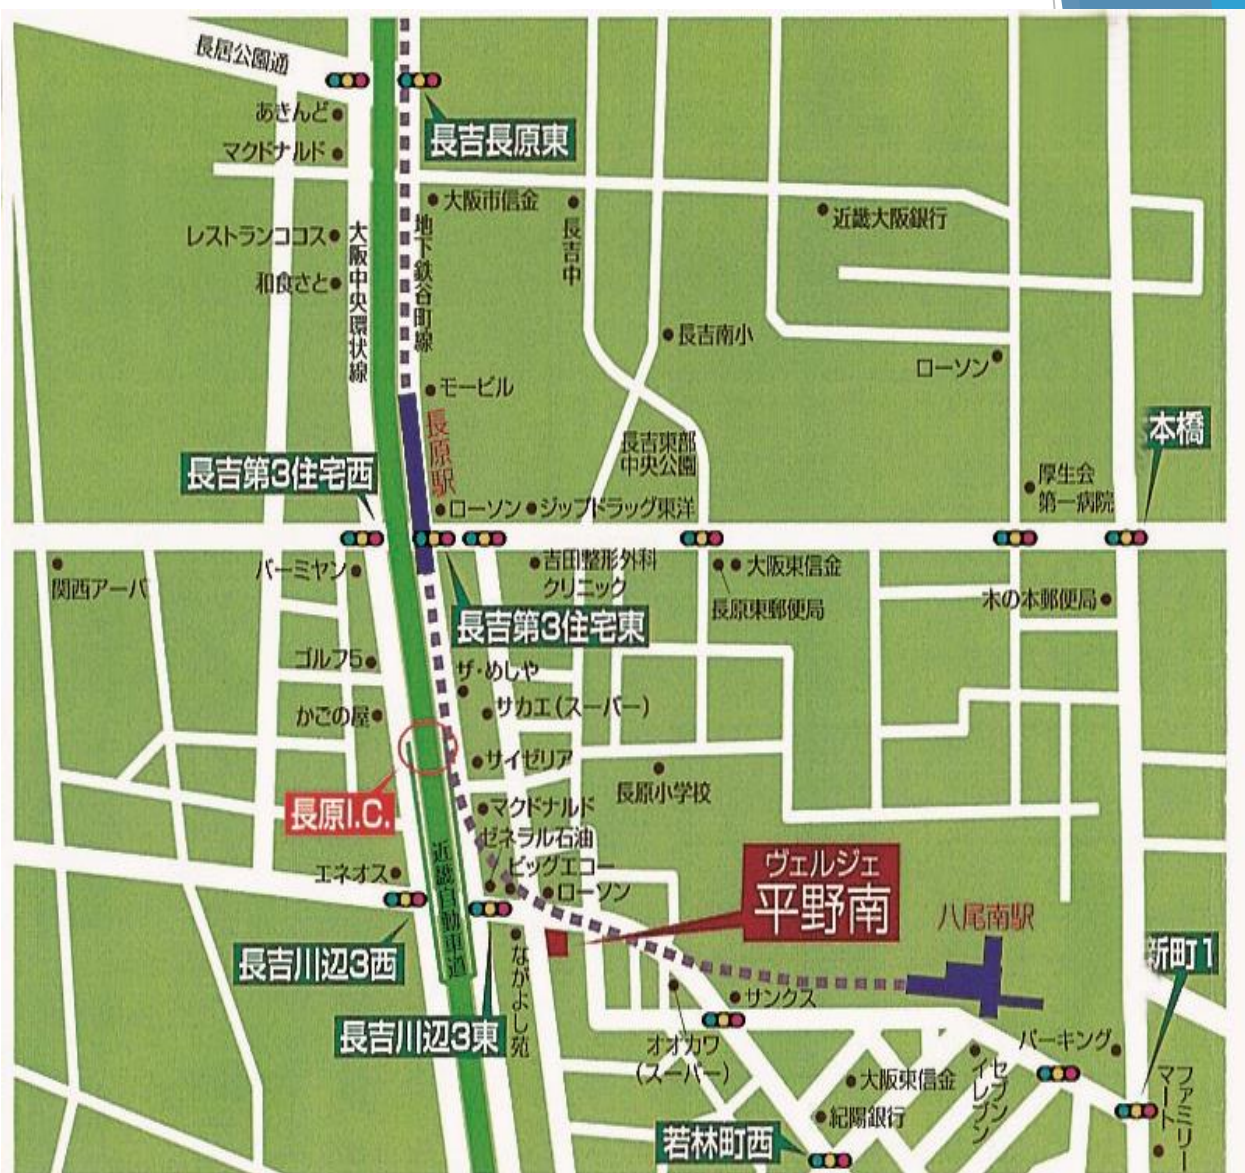 長居公園通
あきんど
長吉長原東
マクドナルド
大阪市信金
長吉中
近畿大阪銀行
レストランココス
大阪中央環状線
地下鉄谷町線
和食さと
長吉南小
ローソン
モービル
長原駅
長吉東部
中央公園
本橋
長吉第3住宅西
厚生会
第一病院
ローソン
ジップドラッグ東洋
関西アーバ
バーミヤン
吉田整形外科
クリニック
大阪東信金
長原東郵便局
木の本郵便局
長吉第3住宅東
ゴルフ5
ザ・めしや
かごの屋
サカエ(スーパー)
サイゼリア
長原小学校
長原I.C.
マクドナルド
ゼネラル石油
ビッグエコー
ローソン
エネオス
近畿自動車道
ヴェルジェ
平野南
八尾南駅
長吉川辺3西
ながよし苑
新町1
サンクス
長吉川辺3東
オオカワ
(スーパー)
パーキング
セブン
イレブン
大阪東信金
ファミリー
マート
紀陽銀行
若林町西